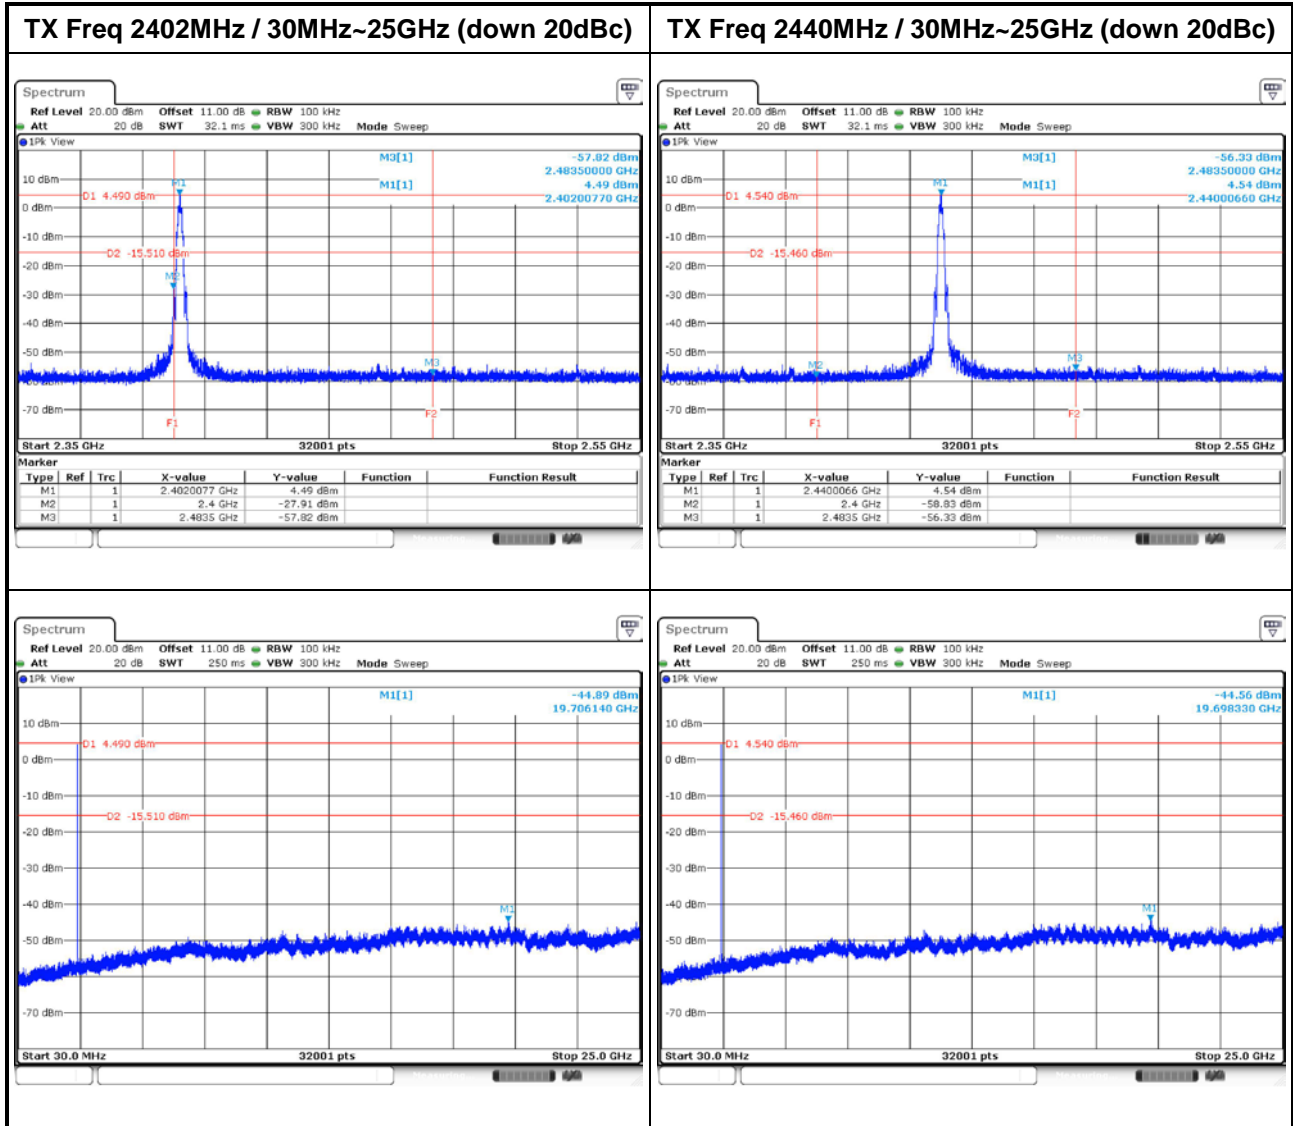 TX Freq 2402MHz / 30MHz~25GHz (down 20dBc)
TX Freq 2440MHz / 30MHz~25GHz (down 20dBc)
Spectrum
Ref Level 20.00 dBm Offset 11.00 dB RBW 100 kHz
Att 20 dB SWT 32.1 ms VBW 300 kHz Mode Sweep
1Pk View
M3[1] -57.82 dBm
2.48350000 GHz
M1[1] 4.49 dBm
2.40200770 GHz
10 dBm
M1
D1 4.490 dBm
0 dBm
-10 dBm
D2 -15.510 dBm
-20 dBm
M2
-30 dBm
-40 dBm
-50 dBm
M3
-70 dBm
F1
F2
Start 2.35 GHz 32001 pts Stop 2.55 GHz
Marker
Type Ref Trc X-value Y-value Function Function Result
M1 1 2.4020077 GHz 4.49 dBm
M2 1 2.4 GHz -27.91 dBm
M3 1 2.4835 GHz -57.82 dBm
Spectrum
Ref Level 20.00 dBm Offset 11.00 dB RBW 100 kHz
Att 20 dB SWT 32.1 ms VBW 300 kHz Mode Sweep
1Pk View
M3[1] -56.33 dBm
2.48350000 GHz
M1[1] 4.54 dBm
2.44000660 GHz
10 dBm
M1
D1 4.540 dBm
0 dBm
-10 dBm
D2 -15.460 dBm
-20 dBm
-30 dBm
-40 dBm
-50 dBm
M2
M3
-70 dBm
F1
F2
Start 2.35 GHz 32001 pts Stop 2.55 GHz
Marker
Type Ref Trc X-value Y-value Function Function Result
M1 1 2.4400066 GHz 4.54 dBm
M2 1 2.4 GHz -58.83 dBm
M3 1 2.4835 GHz -56.33 dBm
Spectrum
Ref Level 20.00 dBm Offset 11.00 dB RBW 100 kHz
Att 20 dB SWT 250 ms VBW 300 kHz Mode Sweep
1Pk View
M1[1] -44.89 dBm
19.706140 GHz
10 dBm
D1 4.490 dBm
0 dBm
-10 dBm
D2 -15.510 dBm
-20 dBm
-30 dBm
-40 dBm
M1
-50 dBm
-60 dBm
-70 dBm
Start 30.0 MHz 32001 pts Stop 25.0 GHz
Spectrum
Ref Level 20.00 dBm Offset 11.00 dB RBW 100 kHz
Att 20 dB SWT 250 ms VBW 300 kHz Mode Sweep
1Pk View
M1[1] -44.56 dBm
19.698330 GHz
10 dBm
D1 4.540 dBm
0 dBm
-10 dBm
D2 -15.460 dBm
-20 dBm
-30 dBm
-40 dBm
M1
-50 dBm
-60 dBm
-70 dBm
Start 30.0 MHz 32001 pts Stop 25.0 GHz